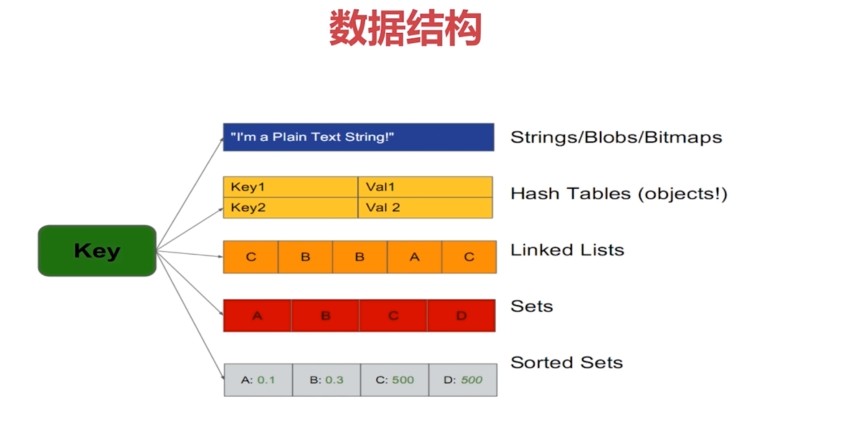 数据结构
"I'm a Plain Text String!"
Strings/Blobs/Bitmaps
Key1 Val1
Key2 Val 2
Hash Tables (objects!)
Key
C B B A C
Linked Lists
A B C D
Sets
A: 0.1 B: 0.3 C: 500 D: 500
Sorted Sets